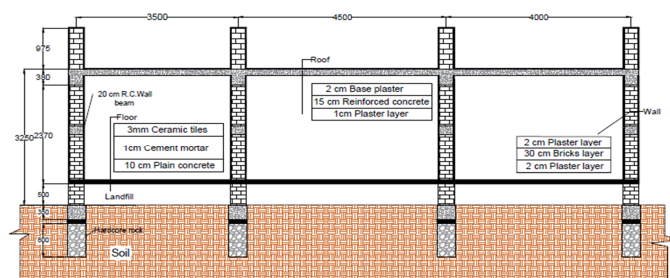 3500
4500
4000
975
380
3250
2370
500
350
800
Roof
2 cm Base plaster
15 cm Reinforced concrete
1cm Plaster layer
20 cm R.C.Wall
beam
Floor
3mm Ceramic tiles
1cm Cement mortar
10 cm Plain concrete
Wall
2 cm Plaster layer
30 cm Bricks layer
2 cm Plaster layer
Landfill
Hardcore rock
Soil